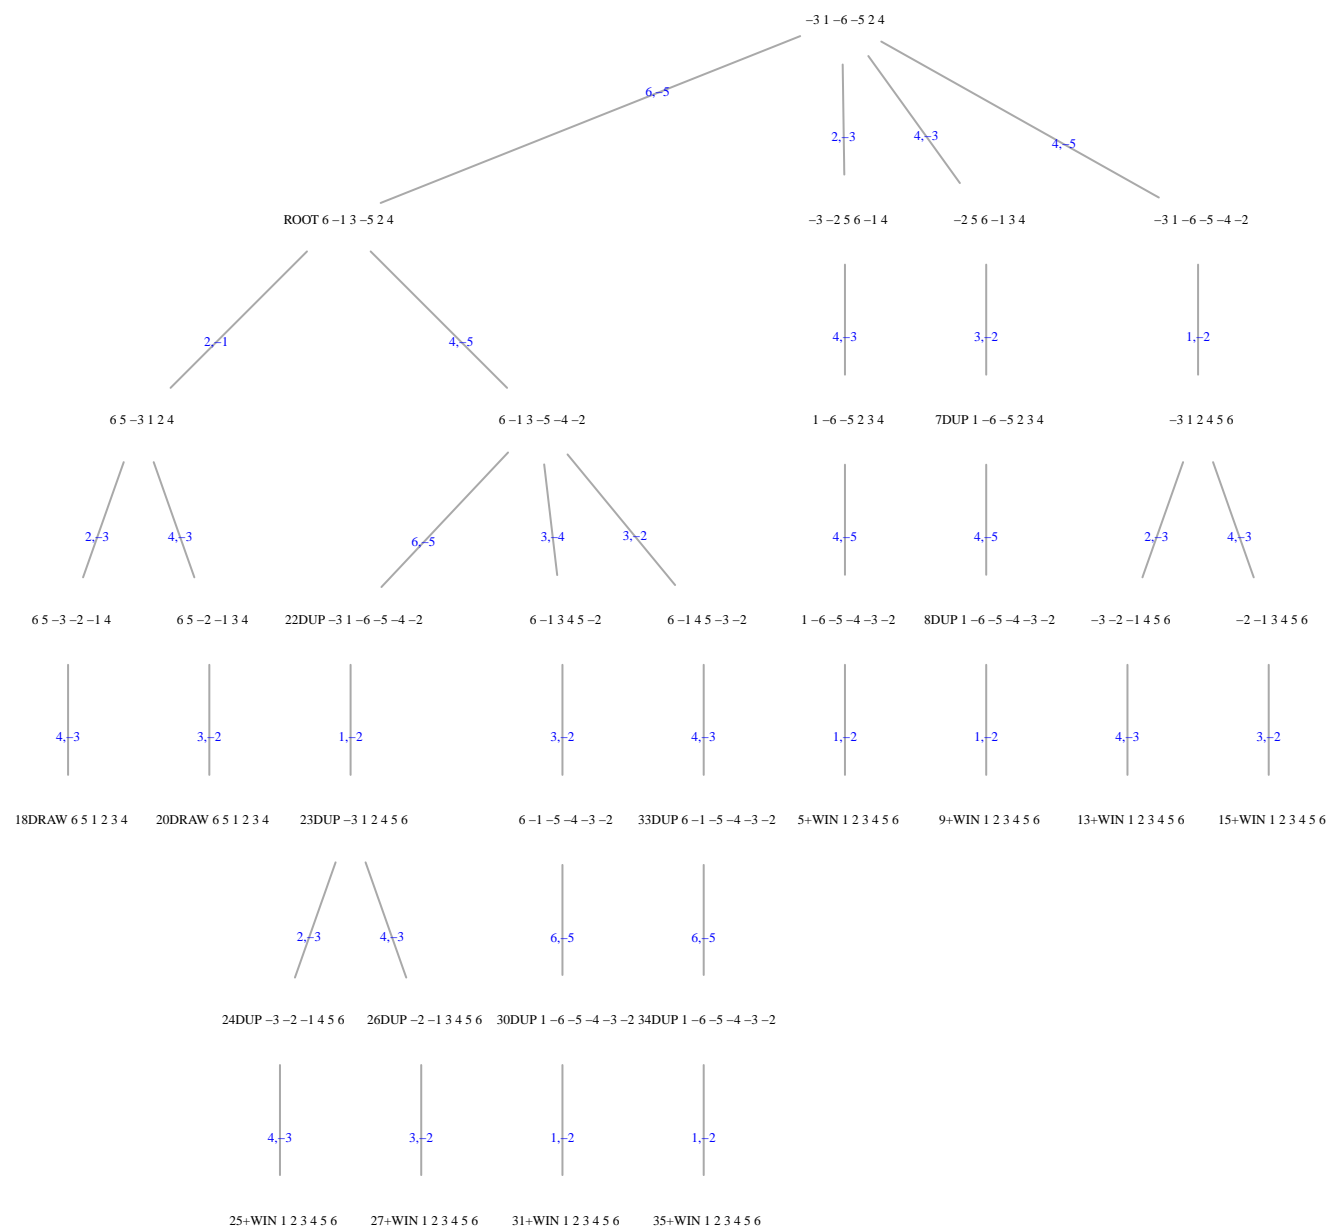 −3 1 −6 −5 2 4
6,−5
2,−3
4,−3
4,−5
ROOT 6 −1 3 −5 2 4
−3 −2 5 6 −1 4
−2 5 6 −1 3 4
−3 1 −6 −5 −4 −2
2,−1
4,−5
4,−3
3,−2
1,−2
6 5 −3 1 2 4
6 −1 3 −5 −4 −2
1 −6 −5 2 3 4
7DUP 1 −6 −5 2 3 4
−3 1 2 4 5 6
2,−3
4,−3
6,−5
3,−4
3,−2
4,−5
4,−5
2,−3
4,−3
6 5 −3 −2 −1 4
6 5 −2 −1 3 4
22DUP −3 1 −6 −5 −4 −2
6 −1 3 4 5 −2
6 −1 4 5 −3 −2
1 −6 −5 −4 −3 −2
8DUP 1 −6 −5 −4 −3 −2
−3 −2 −1 4 5 6
−2 −1 3 4 5 6
4,−3
3,−2
1,−2
3,−2
4,−3
1,−2
1,−2
4,−3
3,−2
18DRAW 6 5 1 2 3 4
20DRAW 6 5 1 2 3 4
23DUP −3 1 2 4 5 6
6 −1 −5 −4 −3 −2
33DUP 6 −1 −5 −4 −3 −2
5+WIN 1 2 3 4 5 6
9+WIN 1 2 3 4 5 6
13+WIN 1 2 3 4 5 6
15+WIN 1 2 3 4 5 6
2,−3
4,−3
6,−5
6,−5
24DUP −3 −2 −1 4 5 6
26DUP −2 −1 3 4 5 6
30DUP 1 −6 −5 −4 −3 −2
34DUP 1 −6 −5 −4 −3 −2
4,−3
3,−2
1,−2
1,−2
25+WIN 1 2 3 4 5 6
27+WIN 1 2 3 4 5 6
31+WIN 1 2 3 4 5 6
35+WIN 1 2 3 4 5 6